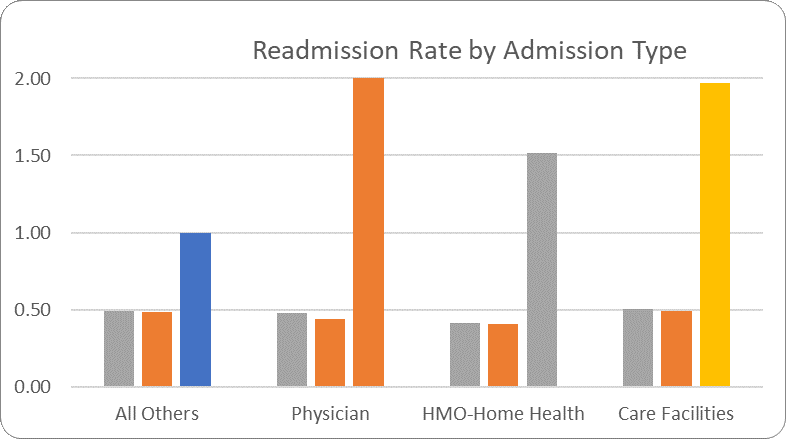 Readmission Rate by Admission Type
2.00
1.50
1.00
0.50
0.00
All Others Physician HMO-Home Health Care Facilities